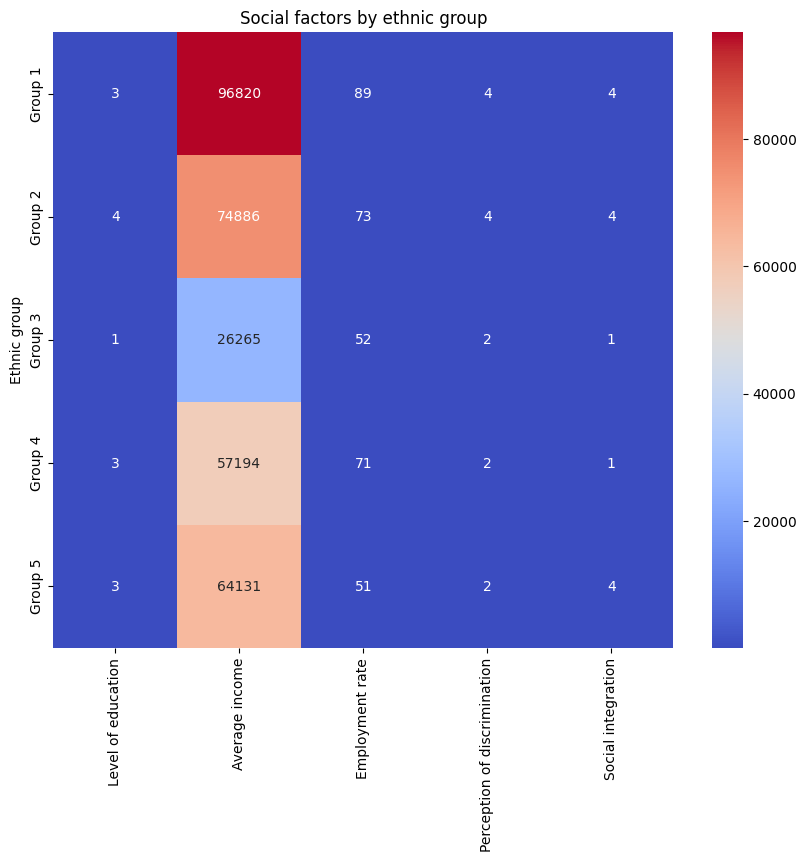 Social factors by ethnic group
Ethnic group
Group 1
3 96820 89 4 4
Group 2
4 74886 73 4 4
Group 3
1 26265 52 2 1
Group 4
3 57194 71 2 1
Group 5
3 64131 51 2 4
Level of education
Average income
Employment rate
Perception of discrimination
Social integration
80000
60000
40000
20000